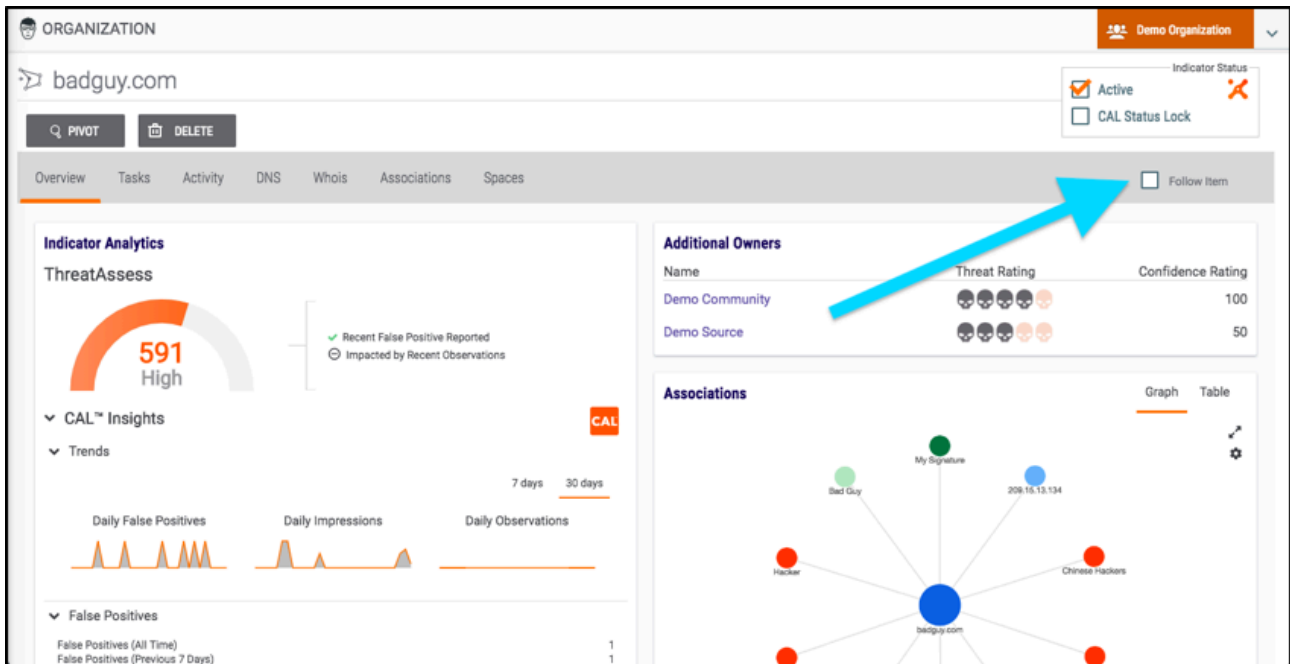 ORGANIZATION
Demo Organization
badguy.com
Indicator Status
Active
CAL Status Lock
PIVOT
DELETE
Overview Tasks Activity DNS Whois Associations Spaces
Follow Item
Indicator Analytics
ThreatAssess
591
High
Recent False Positive Reported
Impacted by Recent Observations
CAL™ Insights
CAL
Trends
7 days 30 days
Daily False Positives Daily Impressions Daily Observations
False Positives
False Positives (All Time) 1
False Positives (Previous 7 Days) 1
Additional Owners
Name Threat Rating Confidence Rating
Demo Community 100
Demo Source 50
Associations
Graph Table
My Signature
Bad Guy
209.15.13.134
Hacker
Chinese Hackers
badguy.com